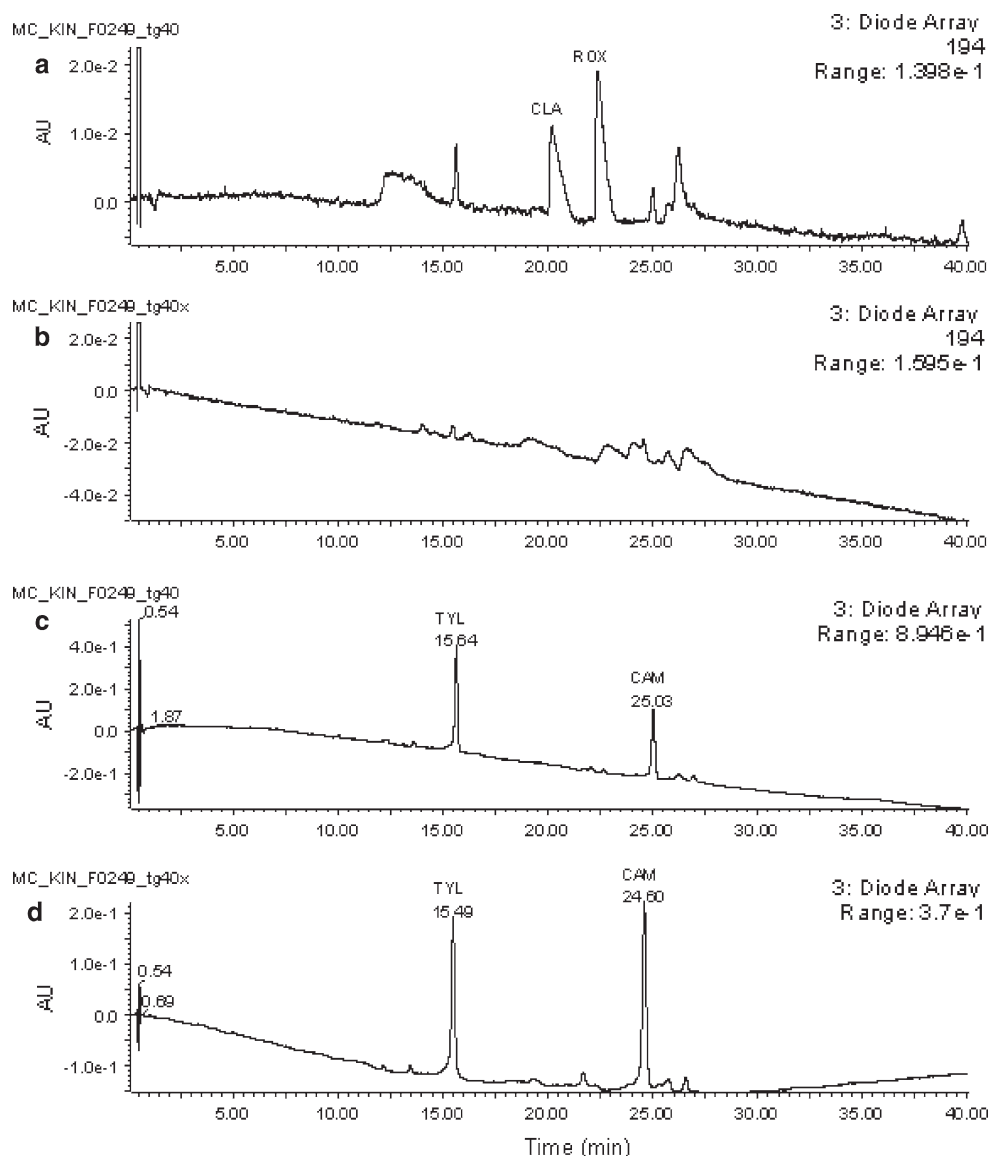 MC_KIN_F0249_tg40
3: Diode Array
194
Range: 1.398e-1
a
2.0e-2
1.0e-2
0.0
AU
CLA
ROX
5.00 10.00 15.00 20.00 25.00 30.00 35.00 40.00
MC_KIN_F0249_tg40x
3: Diode Array
194
Range: 1.595e-1
b
2.0e-2
0.0
-2.0e-2
-4.0e-2
AU
5.00 10.00 15.00 20.00 25.00 30.00 35.00 40.00
MC_KIN_F0249_tg40
3: Diode Array
Range: 8.946e-1
c
0.54
1.87
TYL
15.64
CAM
25.03
4.0e-1
2.0e-1
0.0
-2.0e-1
AU
5.00 10.00 15.00 20.00 25.00 30.00 35.00 40.00
MC_KIN_F0249_tg40x
3: Diode Array
Range: 3.7e-1
d
0.54
0.69
TYL
15.49
CAM
24.60
2.0e-1
1.0e-1
0.0
-1.0e-1
AU
5.00 10.00 15.00 20.00 25.00 30.00 35.00 40.00
Time (min)